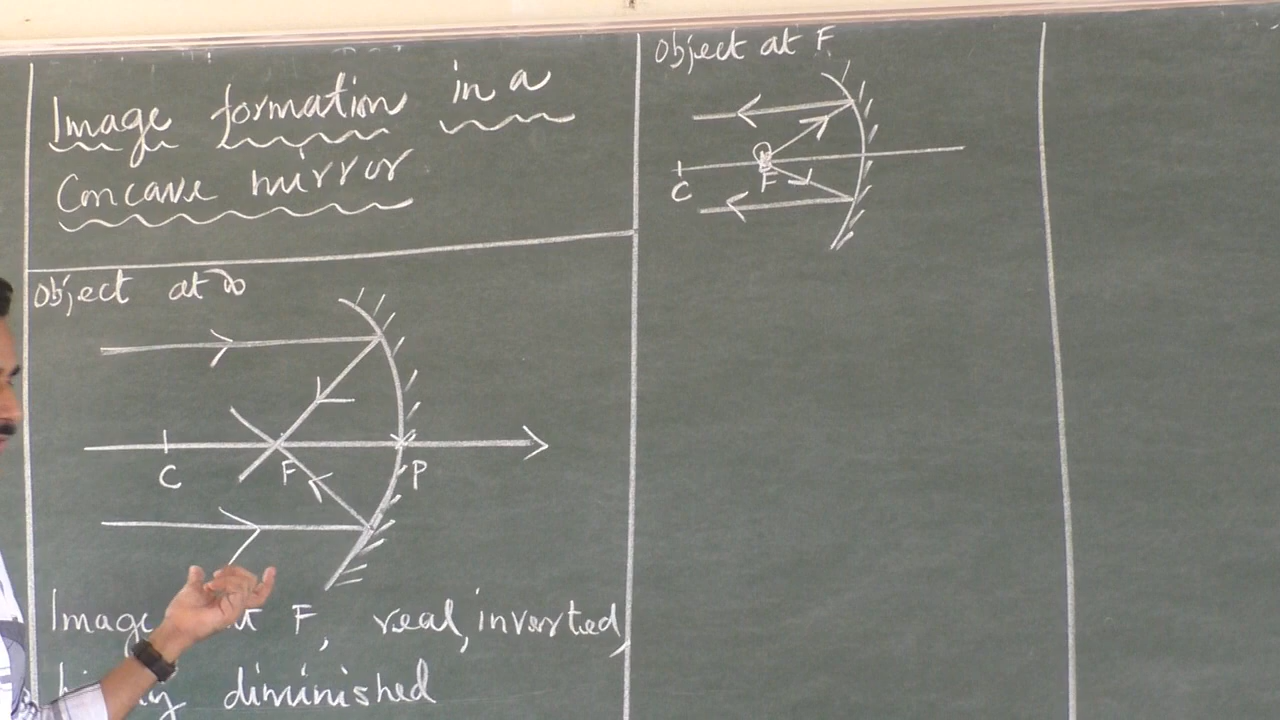 Image formation in a
Concave mirror
Object at ∞
C
F
P
F, real, inverted,
diminished
Object at F
C
F